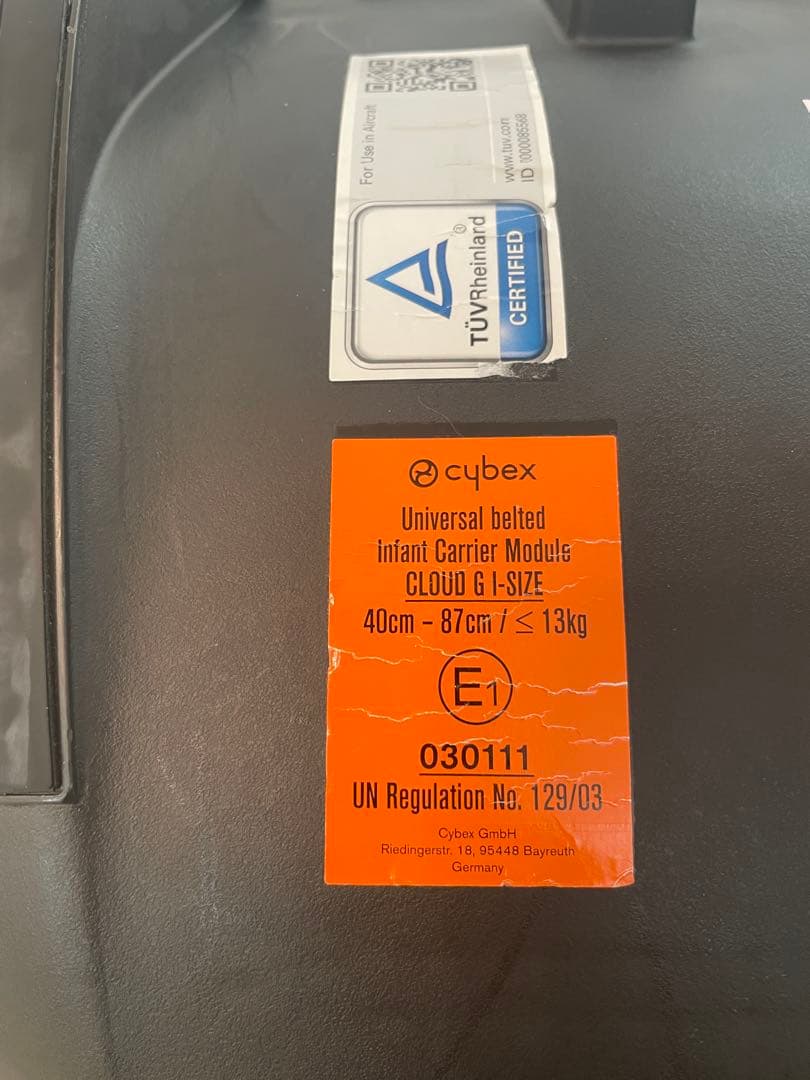 For Use in Aircraft
www.tuv.com
ID 1000085568
TÜVRheinland®
CERTIFIED
cybex
Universal belted
Infant Carrier Module
CLOUD G I-SIZE
40cm – 87cm / ≤ 13kg
E1
030111
UN Regulation No. 129/03
Cybex GmbH
Riedingerstr. 18, 95448 Bayreuth
Germany